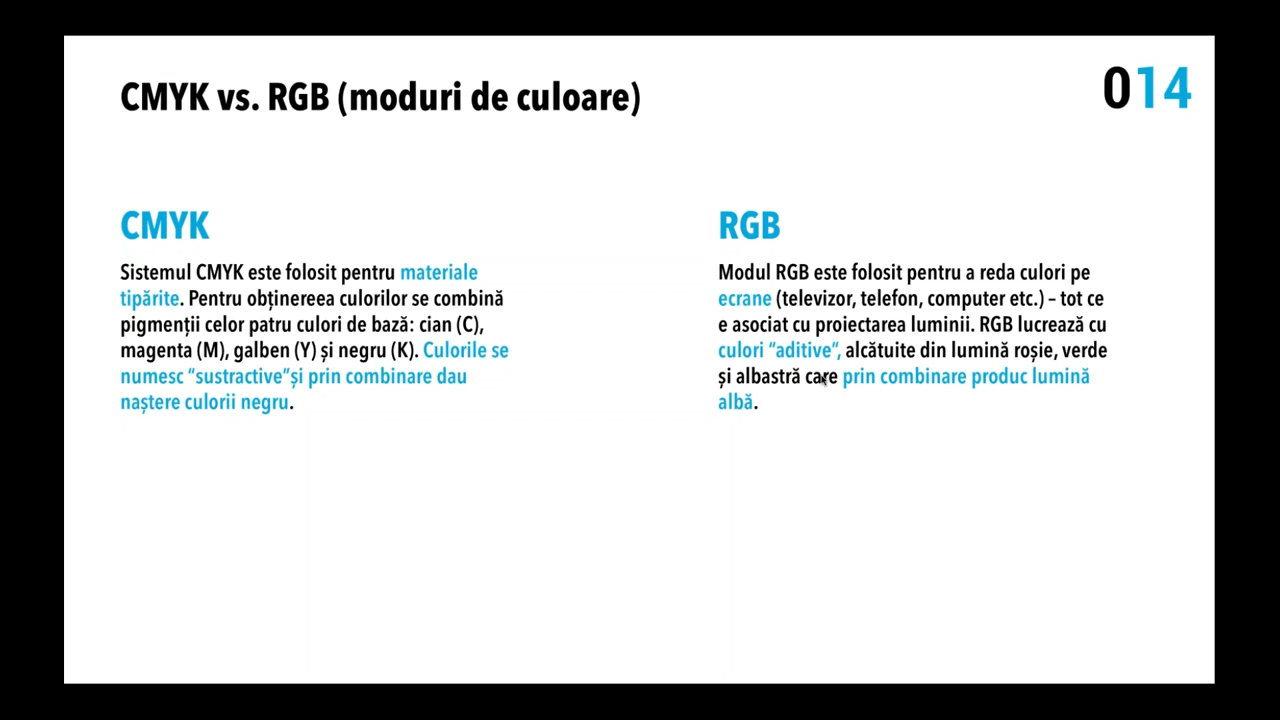 CMYK vs. RGB (moduri de culoare)
014
CMYK
Sistemul CMYK este folosit pentru materiale
tipărite. Pentru obținereea culorilor se combină
pigmenții celor patru culori de bază: cian (C),
magenta (M), galben (Y) și negru (K). Culorile se
numesc “sustractive“și prin combinare dau
naștere culorii negru.
RGB
Modul RGB este folosit pentru a reda culori pe
ecrane (televizor, telefon, computer etc.) – tot ce
e asociat cu proiectarea luminii. RGB lucrează cu
culori “aditive“, alcătuite din lumină roșie, verde
și albastră care prin combinare produc lumină
albă.